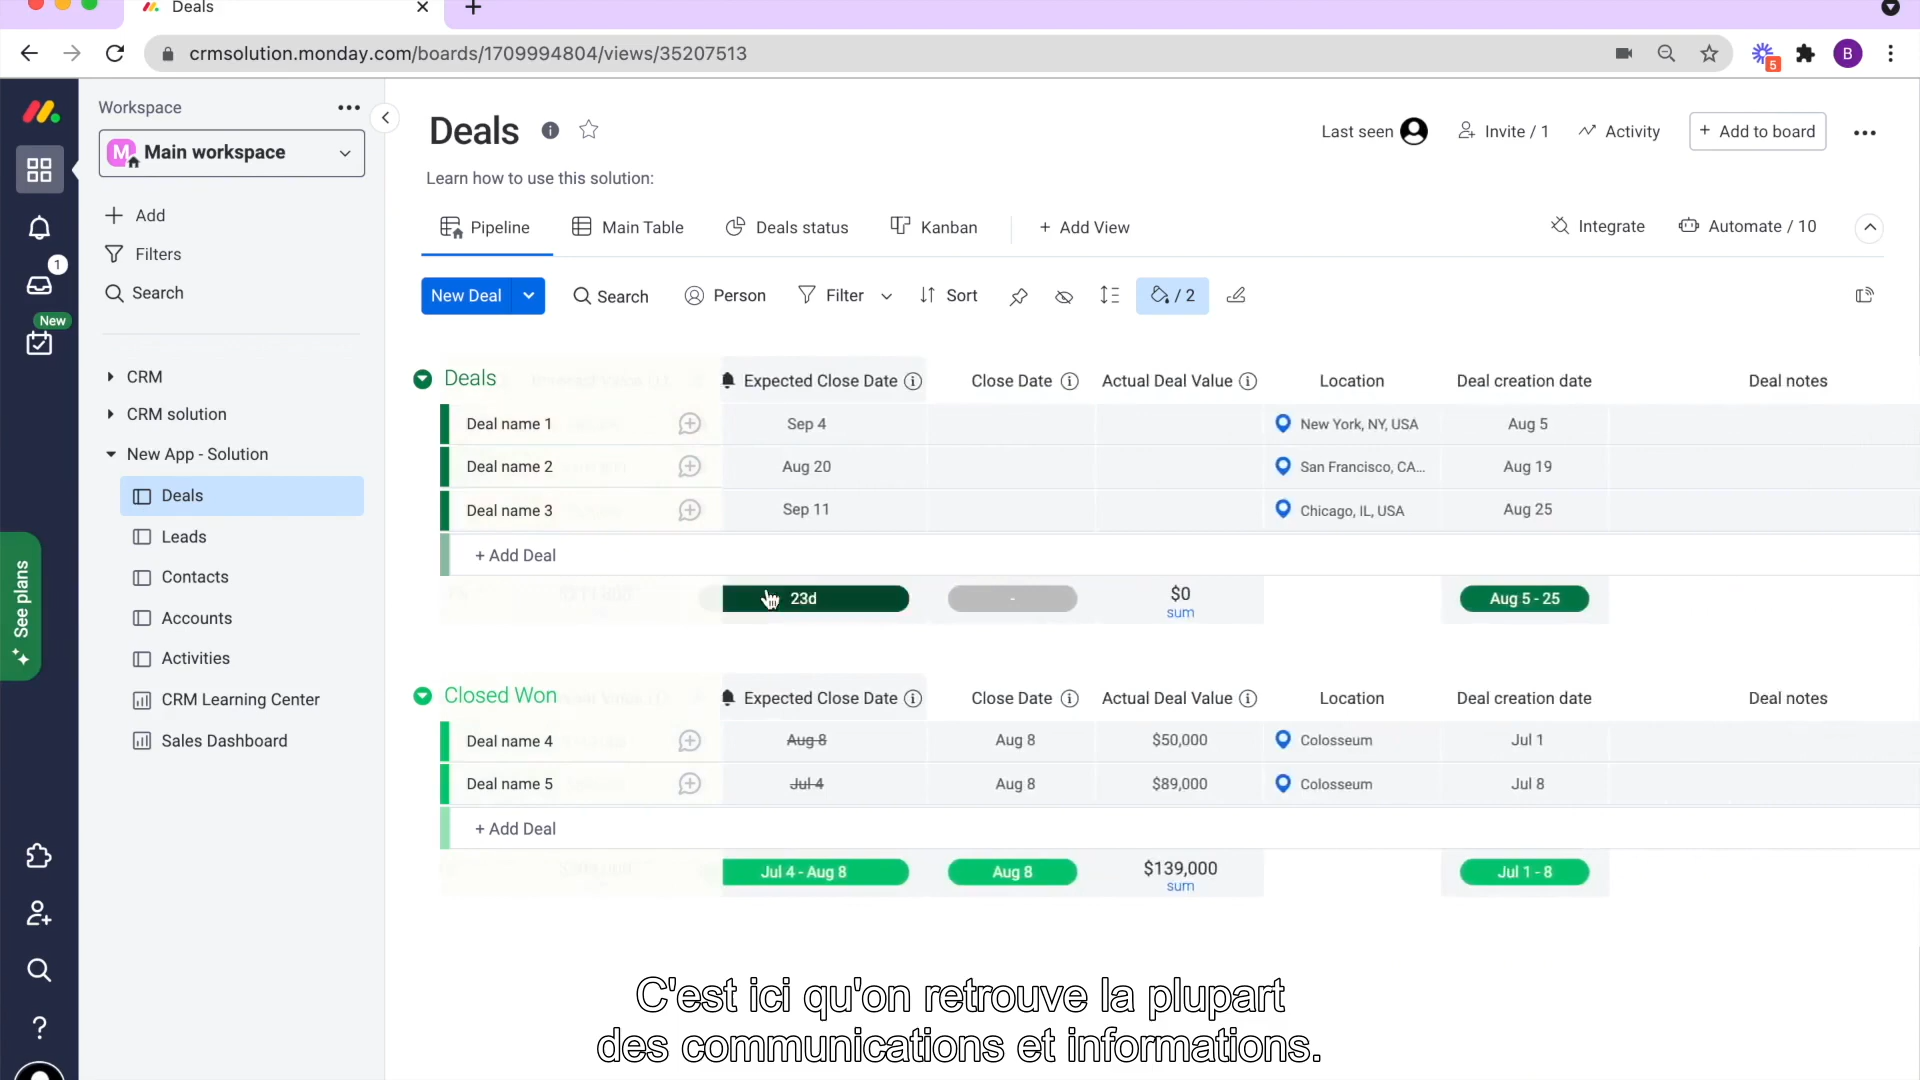 Deals
crmsolution.monday.com/boards/1709994804/views/35207513
5
B
Workspace
M Main workspace
Add
Filters
Search
1
New
CRM
CRM solution
New App - Solution
Deals
Leads
Contacts
Accounts
Activities
CRM Learning Center
Sales Dashboard
See plans
Deals
Last seen
Invite / 1
Activity
+ Add to board
Learn how to use this solution:
Pipeline
Main Table
Deals status
Kanban
+ Add View
Integrate
Automate / 10
New Deal
Search
Person
Filter
Sort
/ 2
Deals Expected Close Date Close Date Actual Deal Value Location Deal creation date Deal notes
Deal name 1 Sep 4 New York, NY, USA Aug 5
Deal name 2 Aug 20 San Francisco, CA... Aug 19
Deal name 3 Sep 11 Chicago, IL, USA Aug 25
+ Add Deal
23d - $0 Aug 5 - 25
sum
Closed Won Expected Close Date Close Date Actual Deal Value Location Deal creation date Deal notes
Deal name 4 Aug 8 Aug 8 $50,000 Colosseum Jul 1
Deal name 5 Jul 4 Aug 8 $89,000 Colosseum Jul 8
+ Add Deal
Jul 4 - Aug 8 Aug 8 $139,000 Jul 1 - 8
sum
C'est ici qu'on retrouve la plupart
des communications et informations.